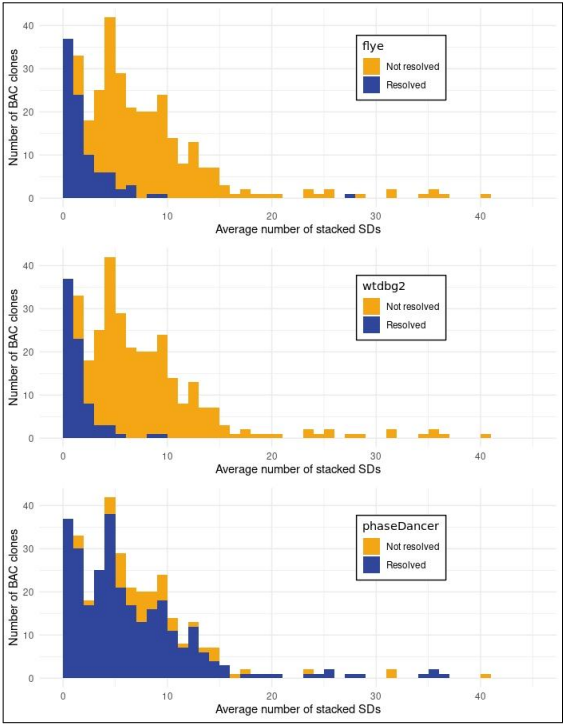 flye
Not resolved
Resolved
Number of BAC clones
40
30
20
10
0
0 10 20 30 40
Average number of stacked SDs
wtdbg2
Not resolved
Resolved
Number of BAC clones
40
30
20
10
0
0 10 20 30 40
Average number of stacked SDs
phaseDancer
Not resolved
Resolved
Number of BAC clones
40
30
20
10
0
0 10 20 30 40
Average number of stacked SDs